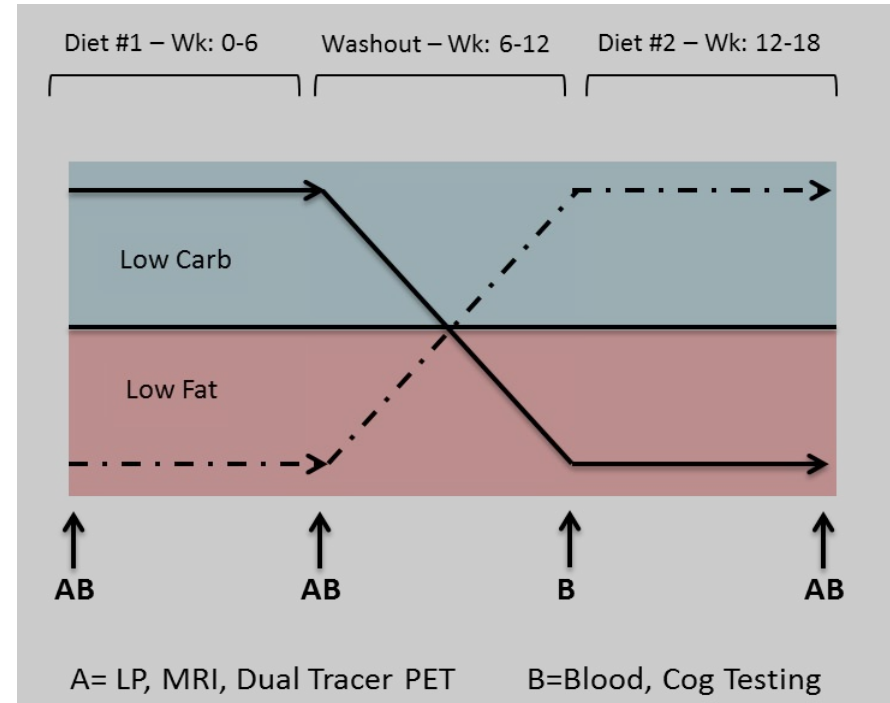 Diet #1 – Wk: 0-6 Washout – Wk: 6-12 Diet #2 – Wk: 12-18
Low Carb
Low Fat
AB AB B AB
A= LP, MRI, Dual Tracer PET B=Blood, Cog Testing